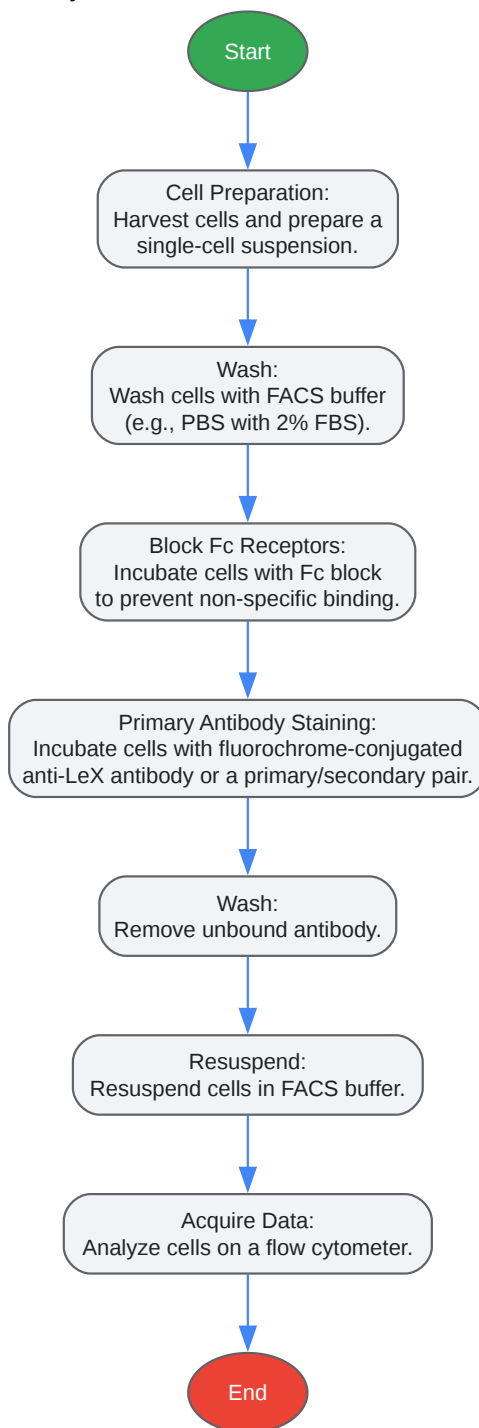 Start
Cell Preparation:
Harvest cells and prepare a
single-cell suspension.
Wash:
Wash cells with FACS buffer
(e.g., PBS with 2% FBS).
Block Fc Receptors:
Incubate cells with Fc block
to prevent non-specific binding.
Primary Antibody Staining:
Incubate cells with fluorochrome-conjugated
anti-LeX antibody or a primary/secondary pair.
Wash:
Remove unbound antibody.
Resuspend:
Resuspend cells in FACS buffer.
Acquire Data:
Analyze cells on a flow cytometer.
End